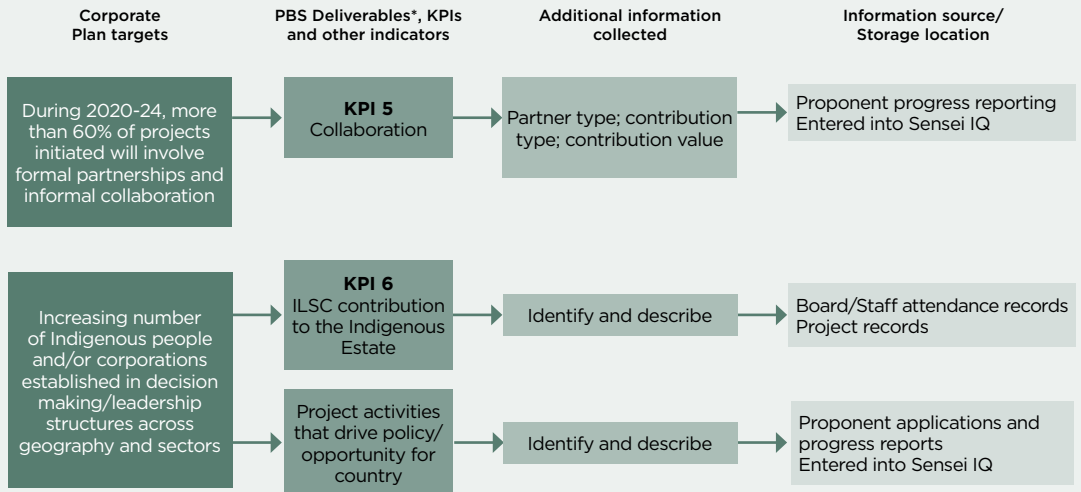 Corporate
Plan targets
PBS Deliverables*, KPIs
and other indicators
Additional information
collected
Information source/
Storage location
During 2020-24, more
than 60% of projects
initiated will involve
formal partnerships and
informal collaboration
KPI 5
Collaboration
Partner type; contribution
type; contribution value
Proponent progress reporting
Entered into Sensei IQ
Increasing number
of Indigenous people
and/or corporations
established in decision
making/leadership
structures across
geography and sectors
KPI 6
ILSC contribution
to the Indigenous
Estate
Identify and describe
Board/Staff attendance records
Project records
Project activities
that drive policy/
opportunity for
country
Identify and describe
Proponent applications and
progress reports
Entered into Sensei IQ